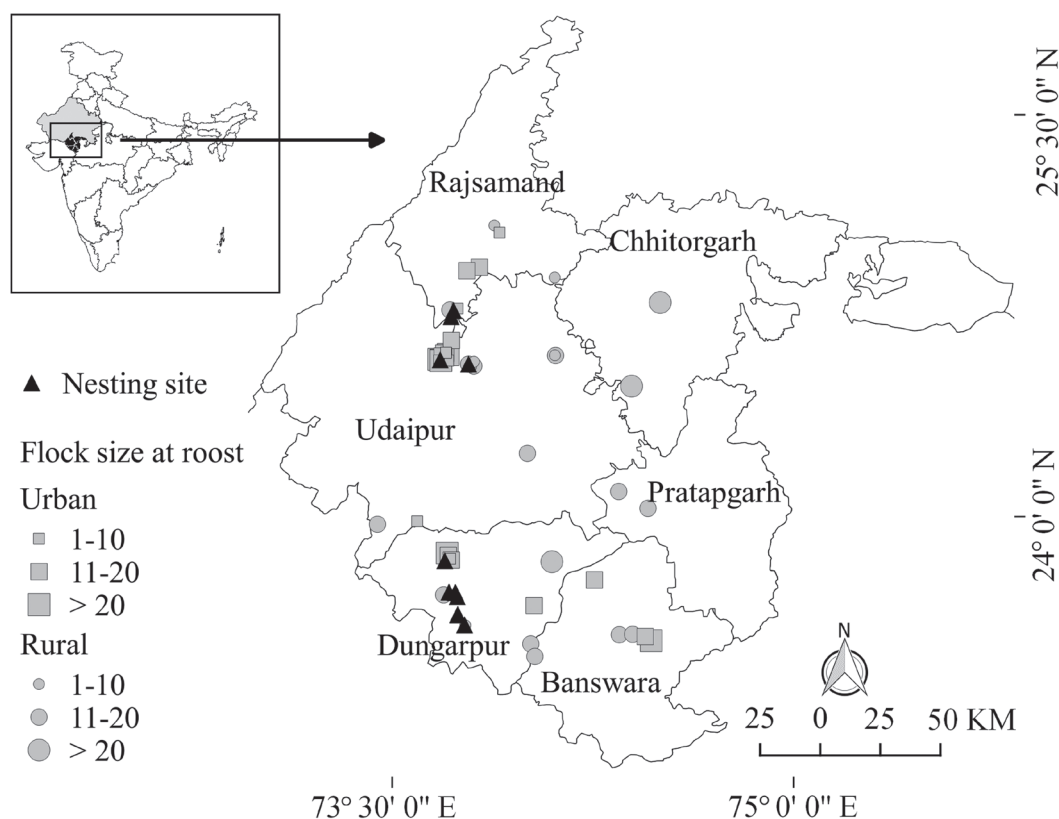 25° 30' 0" N
Rajsamand
Chhitorgarh
Nesting site
Udaipur
Flock size at roost
Urban
1-10
11-20
> 20
Rural
1-10
11-20
> 20
Pratapgarh
24° 0' 0" N
Dungarpur
Banswara
N
25 0 25 50 KM
73° 30' 0" E
75° 0' 0" E